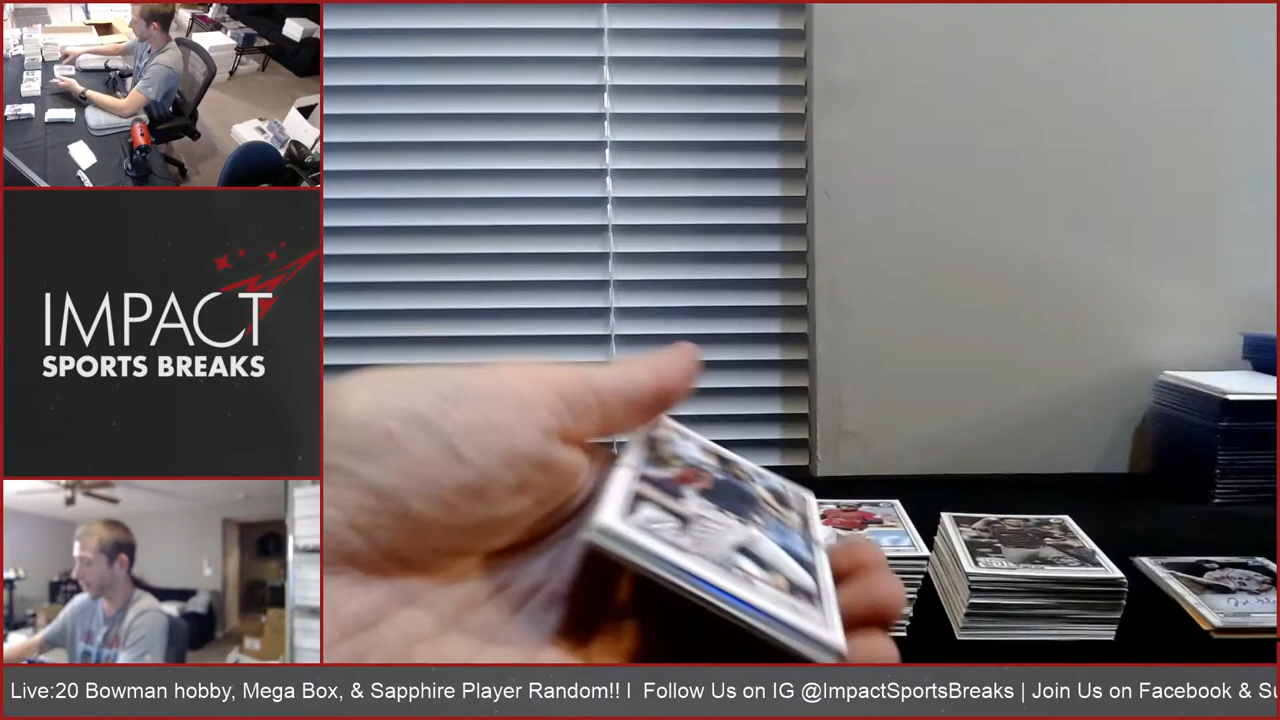 IMPACT
SPORTS BREAKS
Live:20 Bowman hobby, Mega Box, & Sapphire Player Random!! I Follow Us on IG @ImpactSportsBreaks | Join Us on Facebook & Su